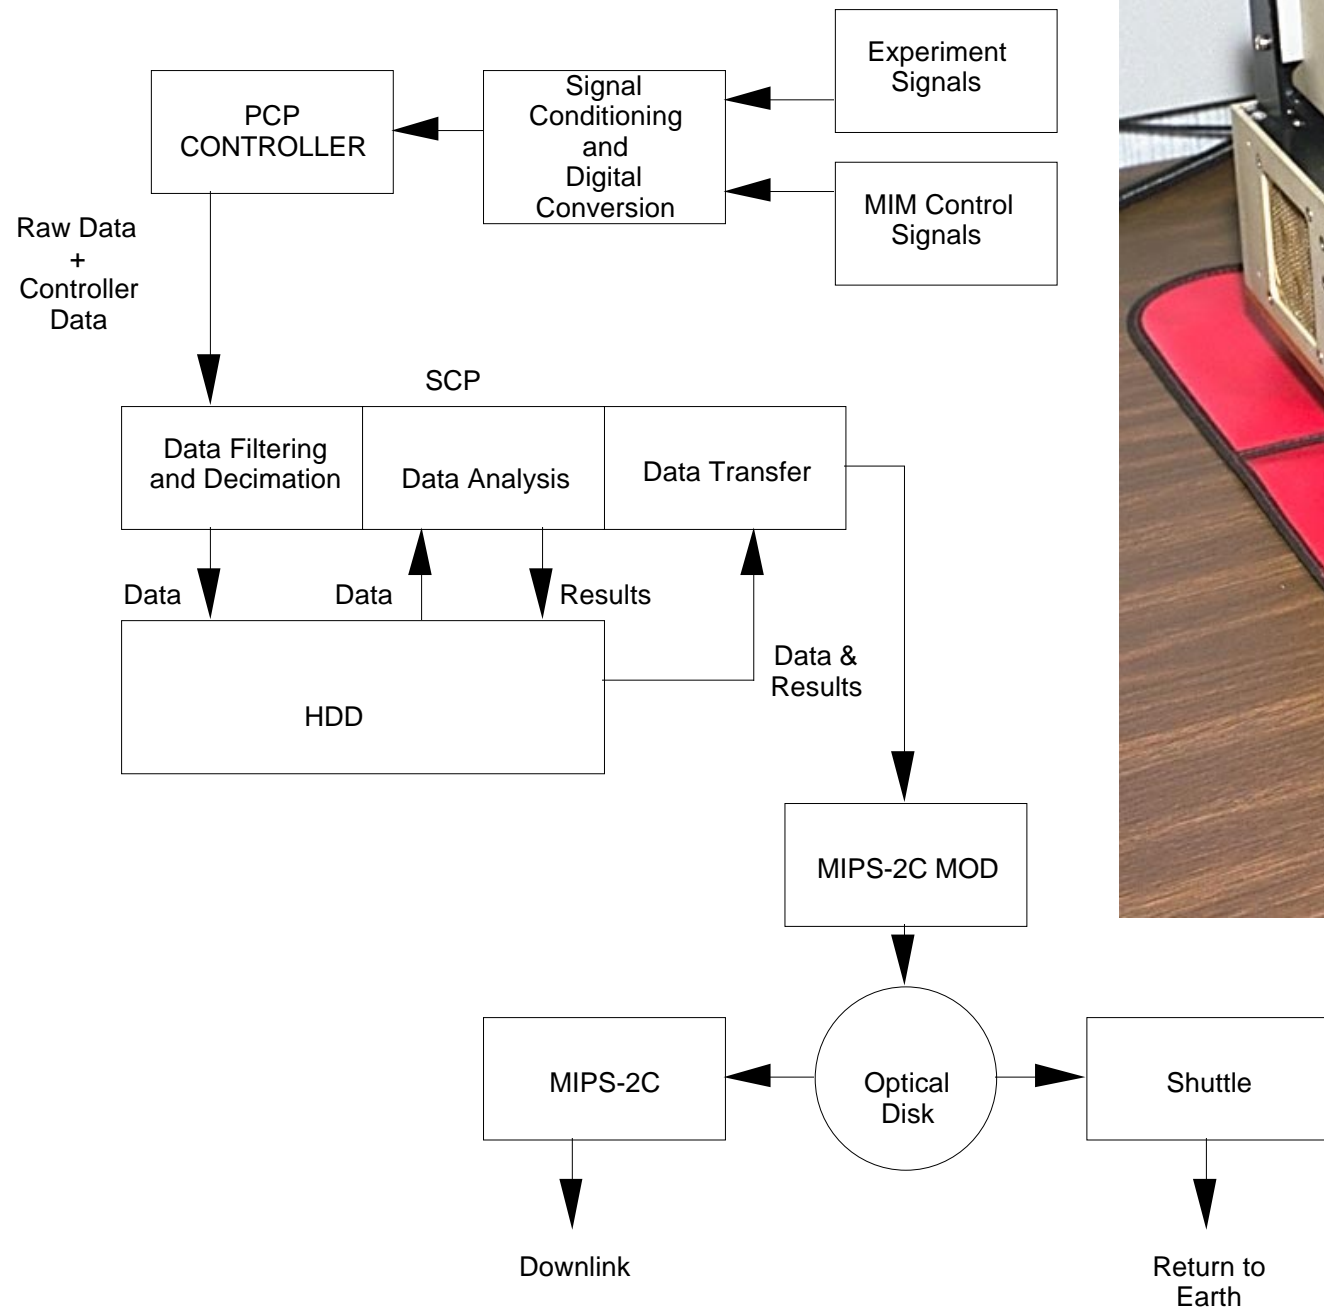 Experiment
Signals
Signal
Conditioning
and
Digital
Conversion
PCP
CONTROLLER
MIM Control
Signals
Raw Data
+
Controller
Data
SCP
Data Filtering
and Decimation
Data Analysis
Data Transfer
Data
Data
Results
Data &
Results
HDD
MIPS-2C MOD
MIPS-2C
Optical
Disk
Shuttle
Downlink
Return to
Earth